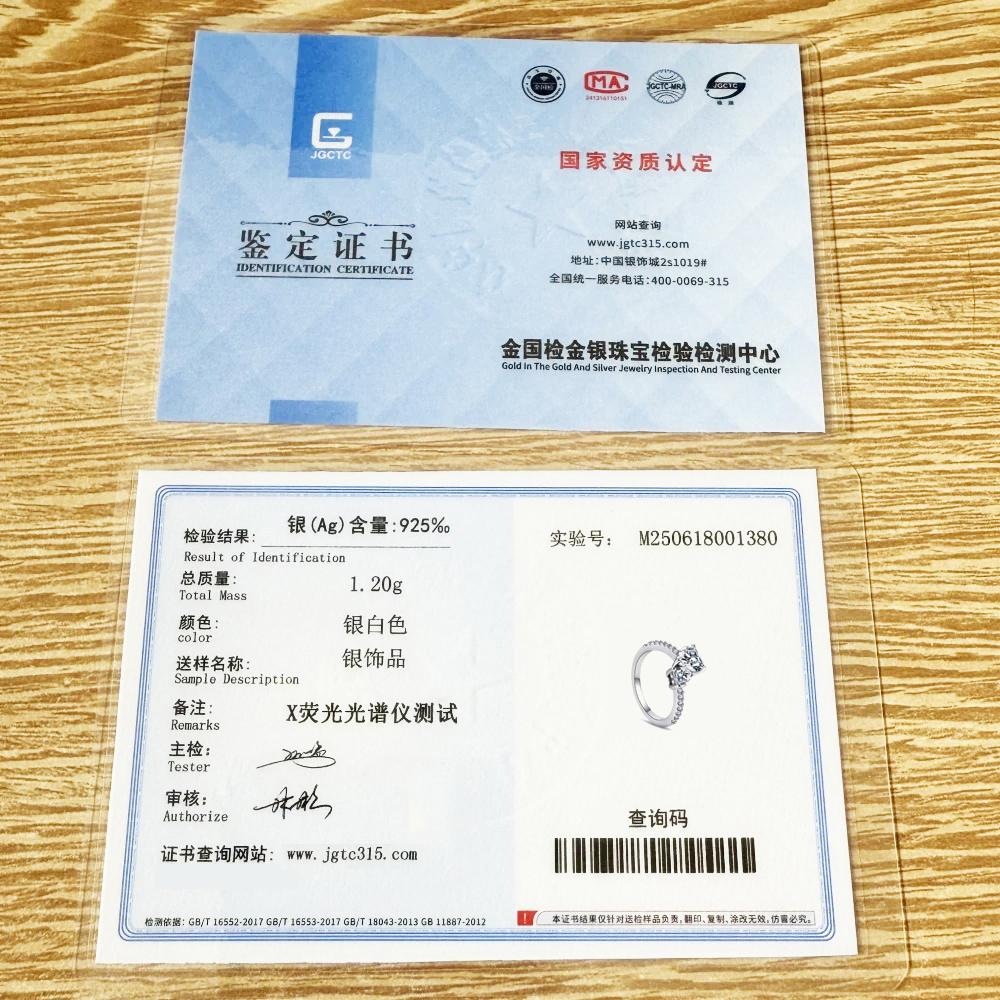 JGCTC
鉴定证书
IDENTIFICATION CERTIFICATE
MA
241316110151
JGCTC-MRA
JGCTC
检测
国家资质认定
网站查询
www.jgtc315.com
地址:中国银饰城2s1019#
全国统一服务电话:400-0069-315
金国检金银珠宝检验检测中心
Gold In The Gold And Silver Jewelry Inspection And Testing Center
检验结果: 银(Ag)含量:925‰
Result of Identification
总质量: 1.20g
Total Mass
颜色: 银白色
color
送样名称: 银饰品
Sample Description
备注: X荧光光谱仪测试
Remarks
主检:
Tester
审核:
Authorize
证书查询网站: www.jgtc315.com
检测依据: GB/T 16552-2017 GB/T 16553-2017 GB/T 18043-2013 GB 11887-2012
实验号: M250618001380
查询码
! 本证书结果仅针对送检样品负责,翻印、复制、涂改无效,仿冒必究。